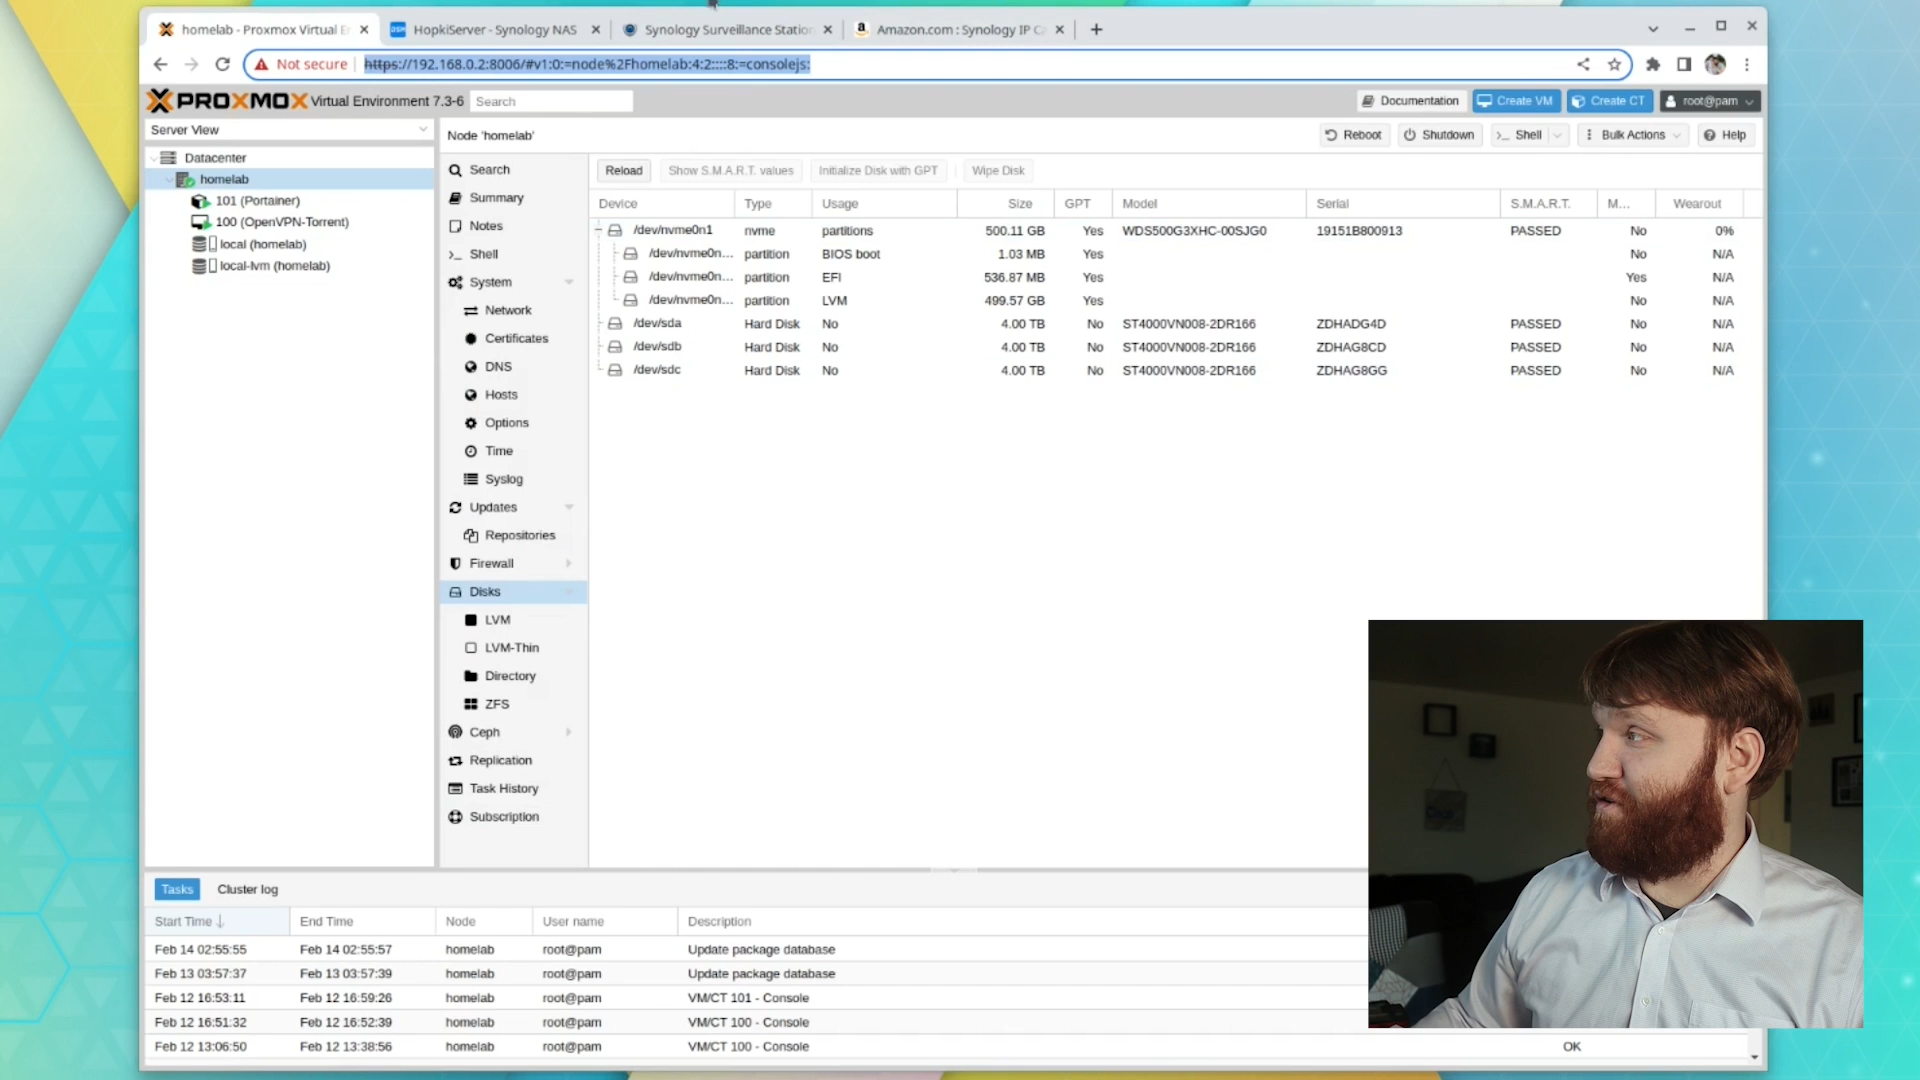 homelab - Proxmox Virtual E
HopkiServer - Synology NAS
Synology Surveillance Station
Amazon.com : Synology IP C
Not secure
https://192.168.0.2:8006/#v1:0:=node%2Fhomelab:4:2::::8:=consolejs:
PROXMOX Virtual Environment 7.3-6
Search
Documentation
Create VM
Create CT
root@pam
Server View
Datacenter
homelab
101 (Portainer)
100 (OpenVPN-Torrent)
local (homelab)
local-lvm (homelab)
Node 'homelab'
Reboot
Shutdown
Shell
Bulk Actions
Help
Search
Summary
Notes
Shell
System
Network
Certificates
DNS
Hosts
Options
Time
Syslog
Updates
Repositories
Firewall
Disks
LVM
LVM-Thin
Directory
ZFS
Ceph
Replication
Task History
Subscription
Reload
Show S.M.A.R.T. values
Initialize Disk with GPT
Wipe Disk
Device Type Usage Size GPT Model Serial S.M.A.R.T. M... Wearout
/dev/nvme0n1 nvme partitions 500.11 GB Yes WDS500G3XHC-00SJG0 19151B800913 PASSED No 0%
/dev/nvme0n... partition BIOS boot 1.03 MB Yes No N/A
/dev/nvme0n... partition EFI 536.87 MB Yes Yes N/A
/dev/nvme0n... partition LVM 499.57 GB Yes No N/A
/dev/sda Hard Disk No 4.00 TB No ST4000VN008-2DR166 ZDHADG4D PASSED No N/A
/dev/sdb Hard Disk No 4.00 TB No ST4000VN008-2DR166 ZDHAG8CD PASSED No N/A
/dev/sdc Hard Disk No 4.00 TB No ST4000VN008-2DR166 ZDHAG8GG PASSED No N/A
Tasks
Cluster log
Start Time End Time Node User name Description
Feb 14 02:55:55 Feb 14 02:55:57 homelab root@pam Update package database
Feb 13 03:57:37 Feb 13 03:57:39 homelab root@pam Update package database
Feb 12 16:53:11 Feb 12 16:59:26 homelab root@pam VM/CT 101 - Console
Feb 12 16:51:32 Feb 12 16:52:39 homelab root@pam VM/CT 100 - Console
Feb 12 13:06:50 Feb 12 13:38:56 homelab root@pam VM/CT 100 - Console OK